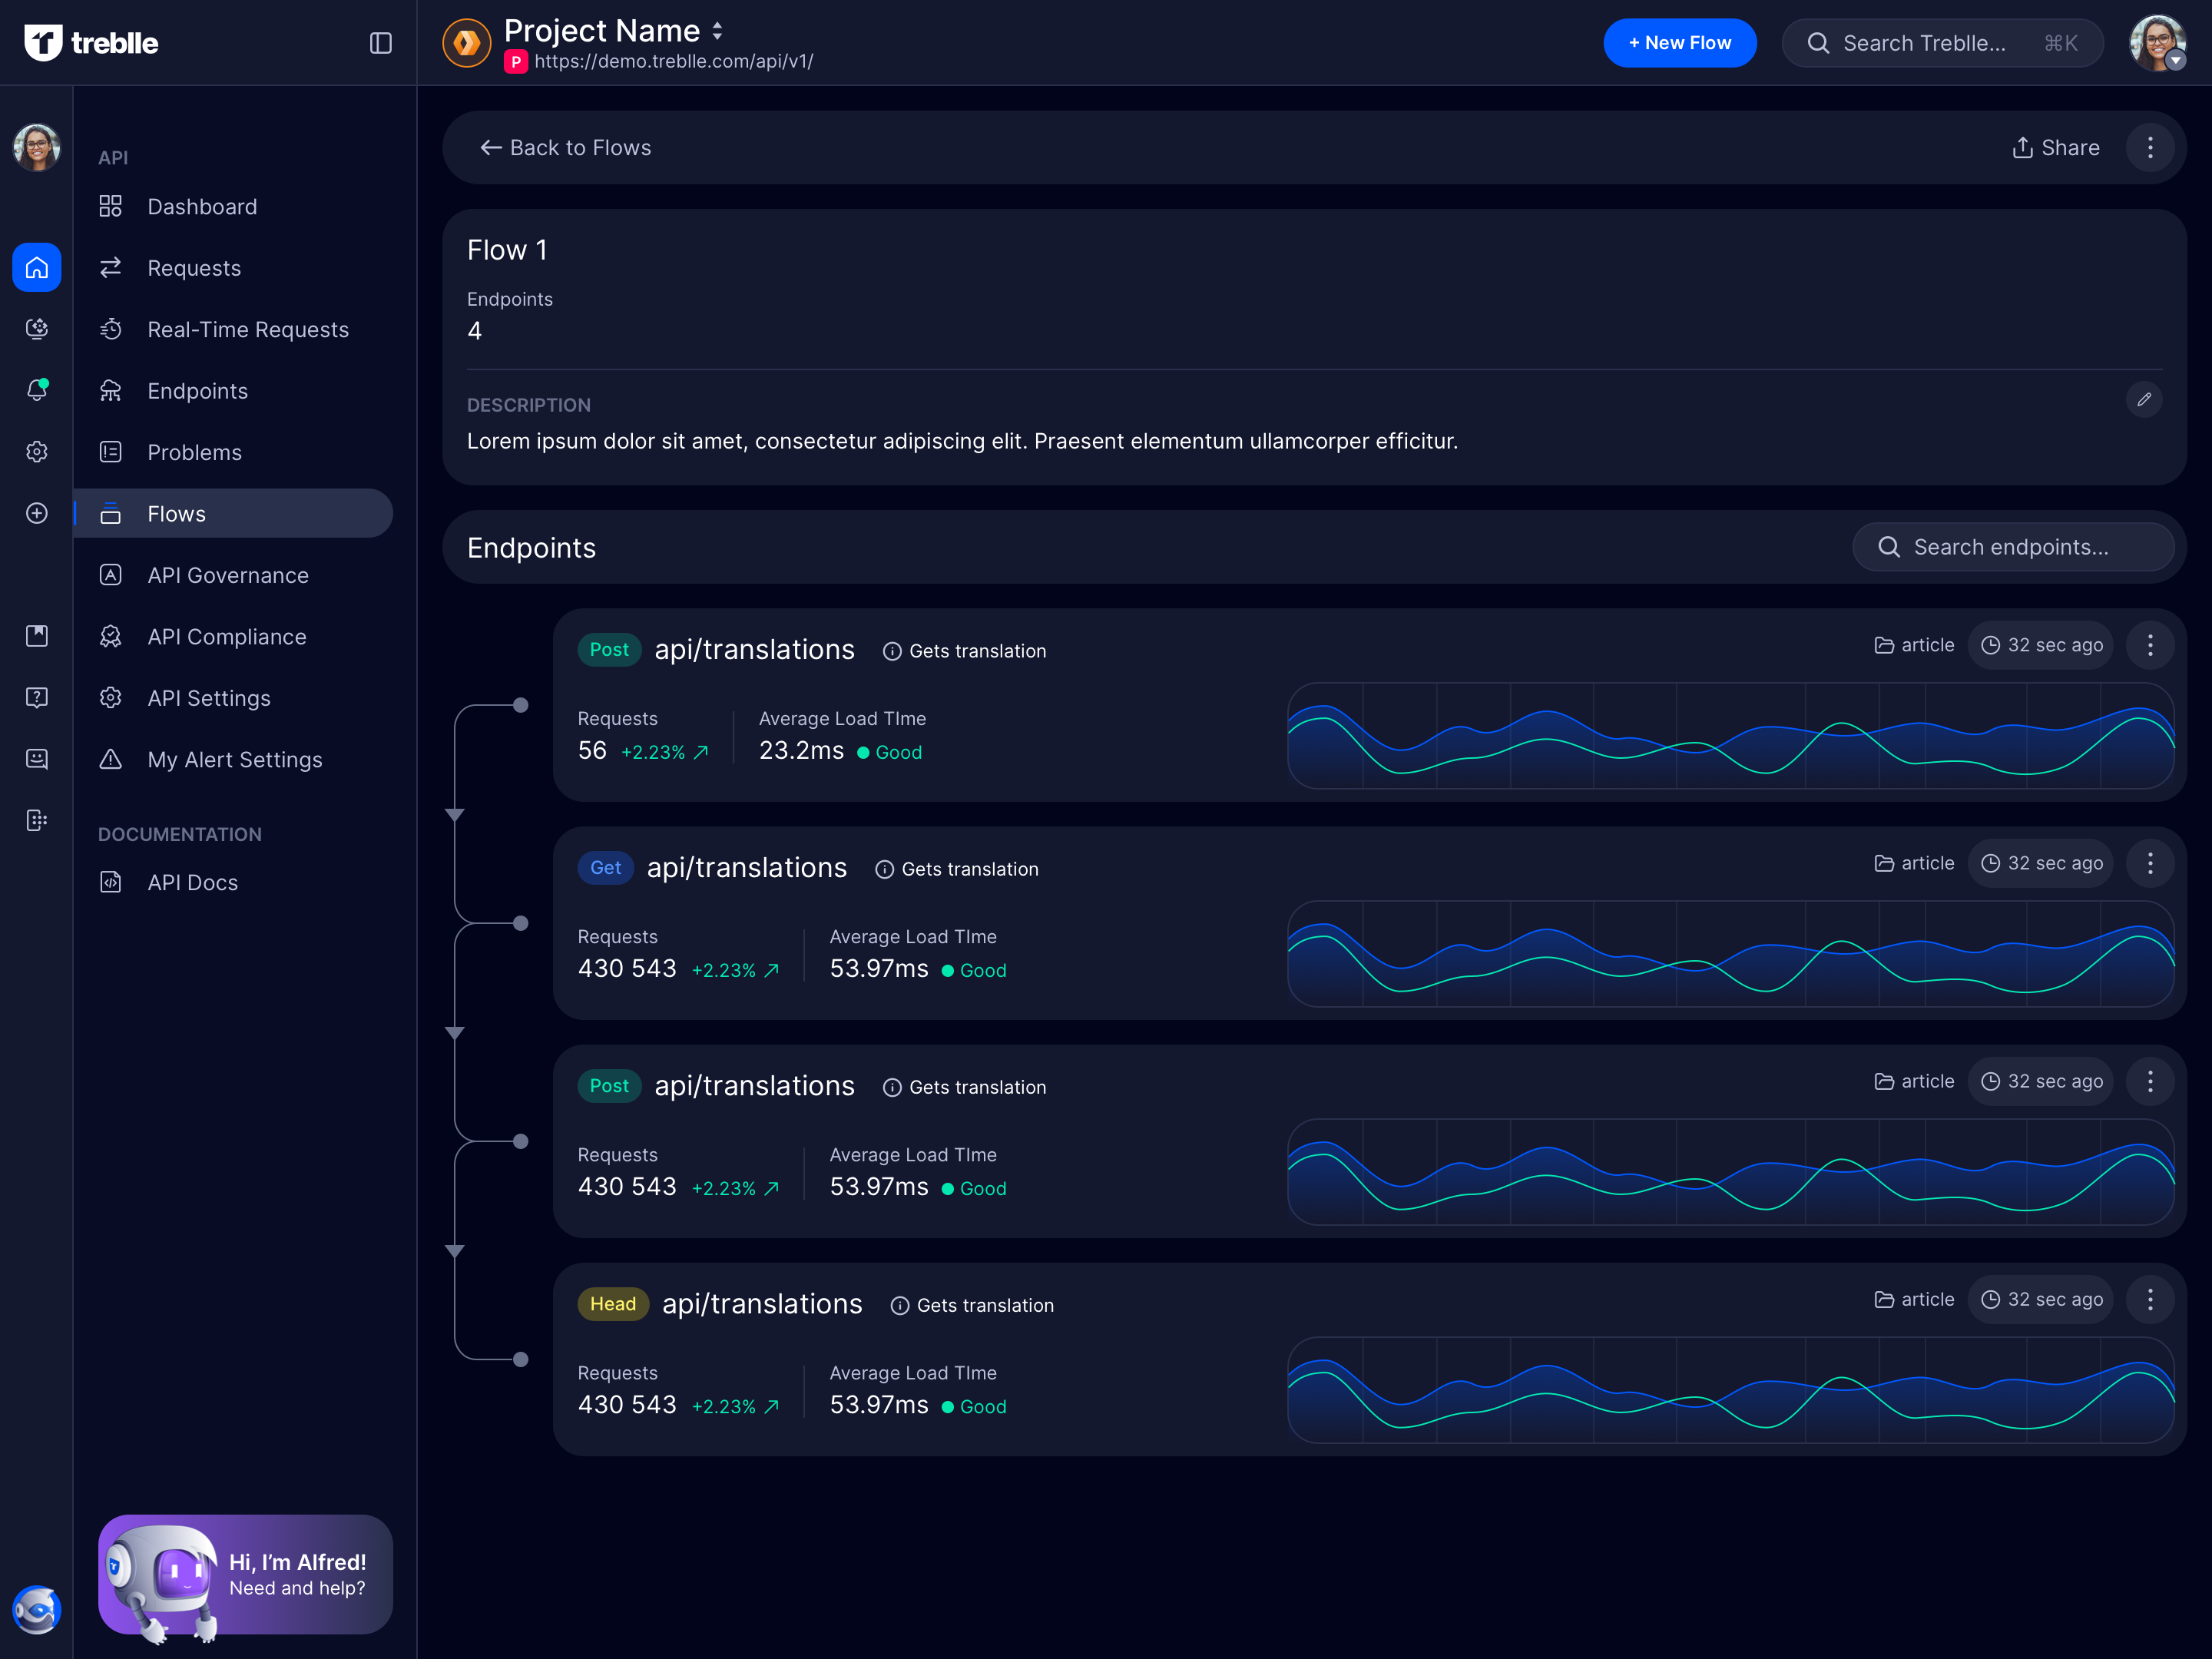 treblle
Project Name
P https://demo.treblle.com/api/v1/
+ New Flow
Search Treblle...
⌘K
API
Dashboard
Requests
Real-Time Requests
Endpoints
Problems
Flows
API Governance
API Compliance
API Settings
My Alert Settings
DOCUMENTATION
API Docs
Hi, I’m Alfred!
Need and help?
Back to Flows
Share
Flow 1
Endpoints
4
DESCRIPTION
Lorem ipsum dolor sit amet, consectetur adipiscing elit. Praesent elementum ullamcorper efficitur.
Endpoints
Search endpoints...
Post api/translations Gets translation
article 32 sec ago
Requests
56 +2.23%
Average Load TIme
23.2ms Good
Get api/translations Gets translation
article 32 sec ago
Requests
430 543 +2.23%
Average Load TIme
53.97ms Good
Post api/translations Gets translation
article 32 sec ago
Requests
430 543 +2.23%
Average Load TIme
53.97ms Good
Head api/translations Gets translation
article 32 sec ago
Requests
430 543 +2.23%
Average Load TIme
53.97ms Good